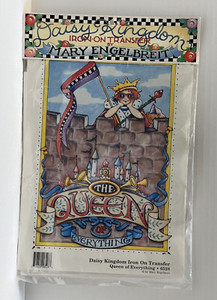 Daisy Kingdom
IRON ON TRANSFER
MARY ENGELBREIT
THE
QUEEN
OF
EVERYTHING
Daisy Kingdom Iron On Transfer
Queen of Everything •